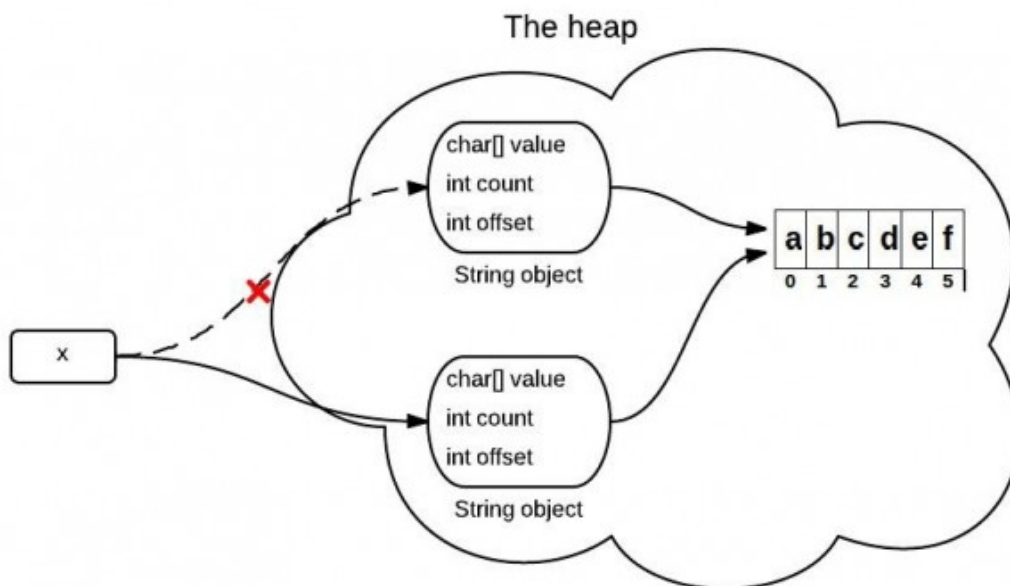 The heap
char[] value
int count
int offset
String object
a b c d e f
0 1 2 3 4 5
x
char[] value
int count
int offset
String object